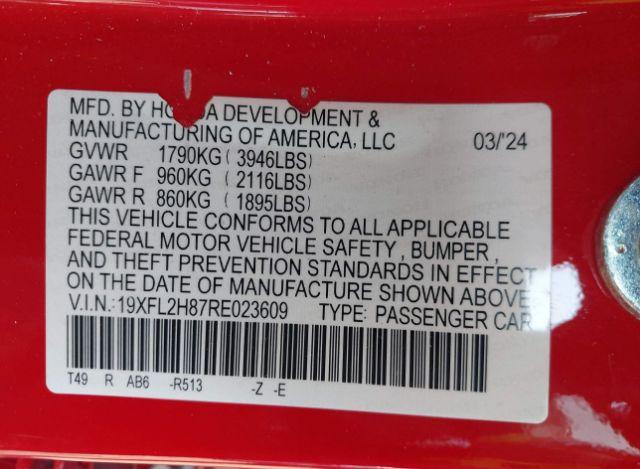 MFD. BY HONDA DEVELOPMENT &
MANUFACTURING OF AMERICA, LLC 03/24
GVWR 1790KG ( 3946LBS)
GAWR F 960KG ( 2116LBS)
GAWR R 860KG ( 1895LBS)
THIS VEHICLE CONFORMS TO ALL APPLICABLE
FEDERAL MOTOR VEHICLE SAFETY , BUMPER ,
AND THEFT PREVENTION STANDARDS IN EFFECT
ON THE DATE OF MANUFACTURE SHOWN ABOVE
V.I.N.:19XFL2H87RE023609 TYPE: PASSENGER CAR
T49 R AB6 -R513 -Z -E